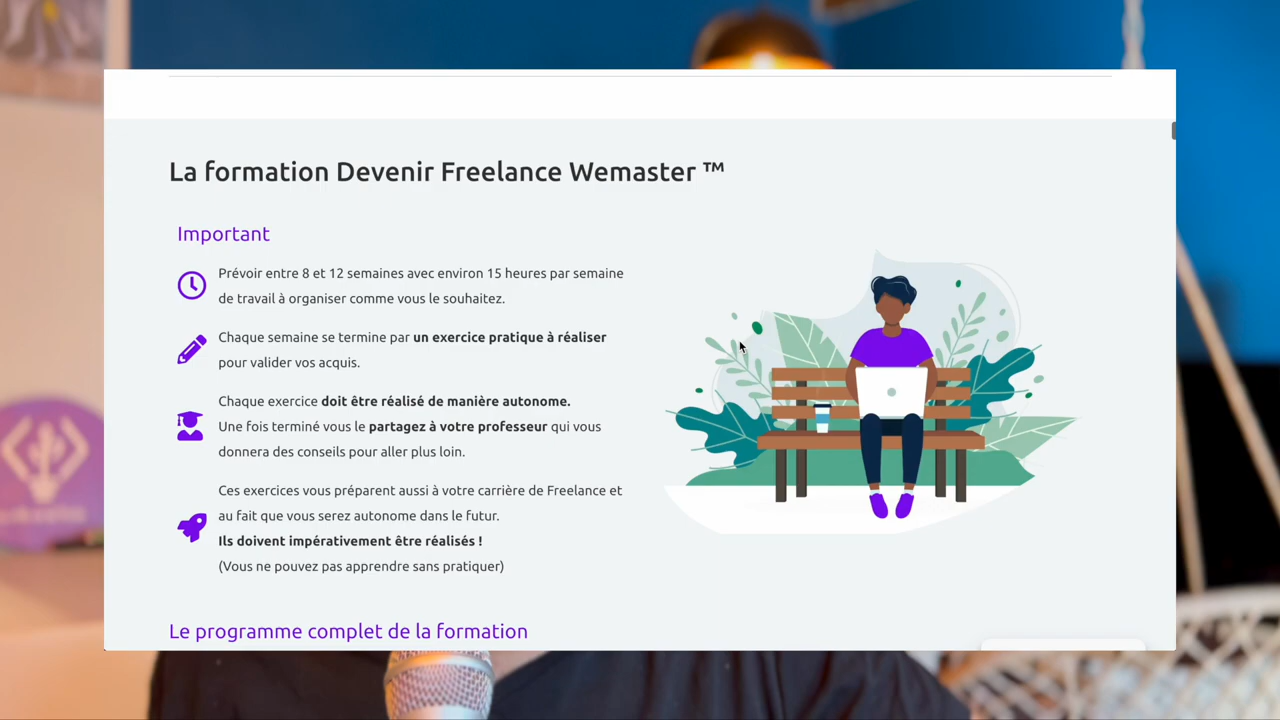 La formation Devenir Freelance Wemaster ™
Important
Prévoir entre 8 et 12 semaines avec environ 15 heures par semaine
de travail à organiser comme vous le souhaitez.
Chaque semaine se termine par un exercice pratique à réaliser
pour valider vos acquis.
Chaque exercice doit être réalisé de manière autonome.
Une fois terminé vous le partagez à votre professeur qui vous
donnera des conseils pour aller plus loin.
Ces exercices vous préparent aussi à votre carrière de Freelance et
au fait que vous serez autonome dans le futur.
Ils doivent impérativement être réalisés !
(Vous ne pouvez pas apprendre sans pratiquer)
Le programme complet de la formation